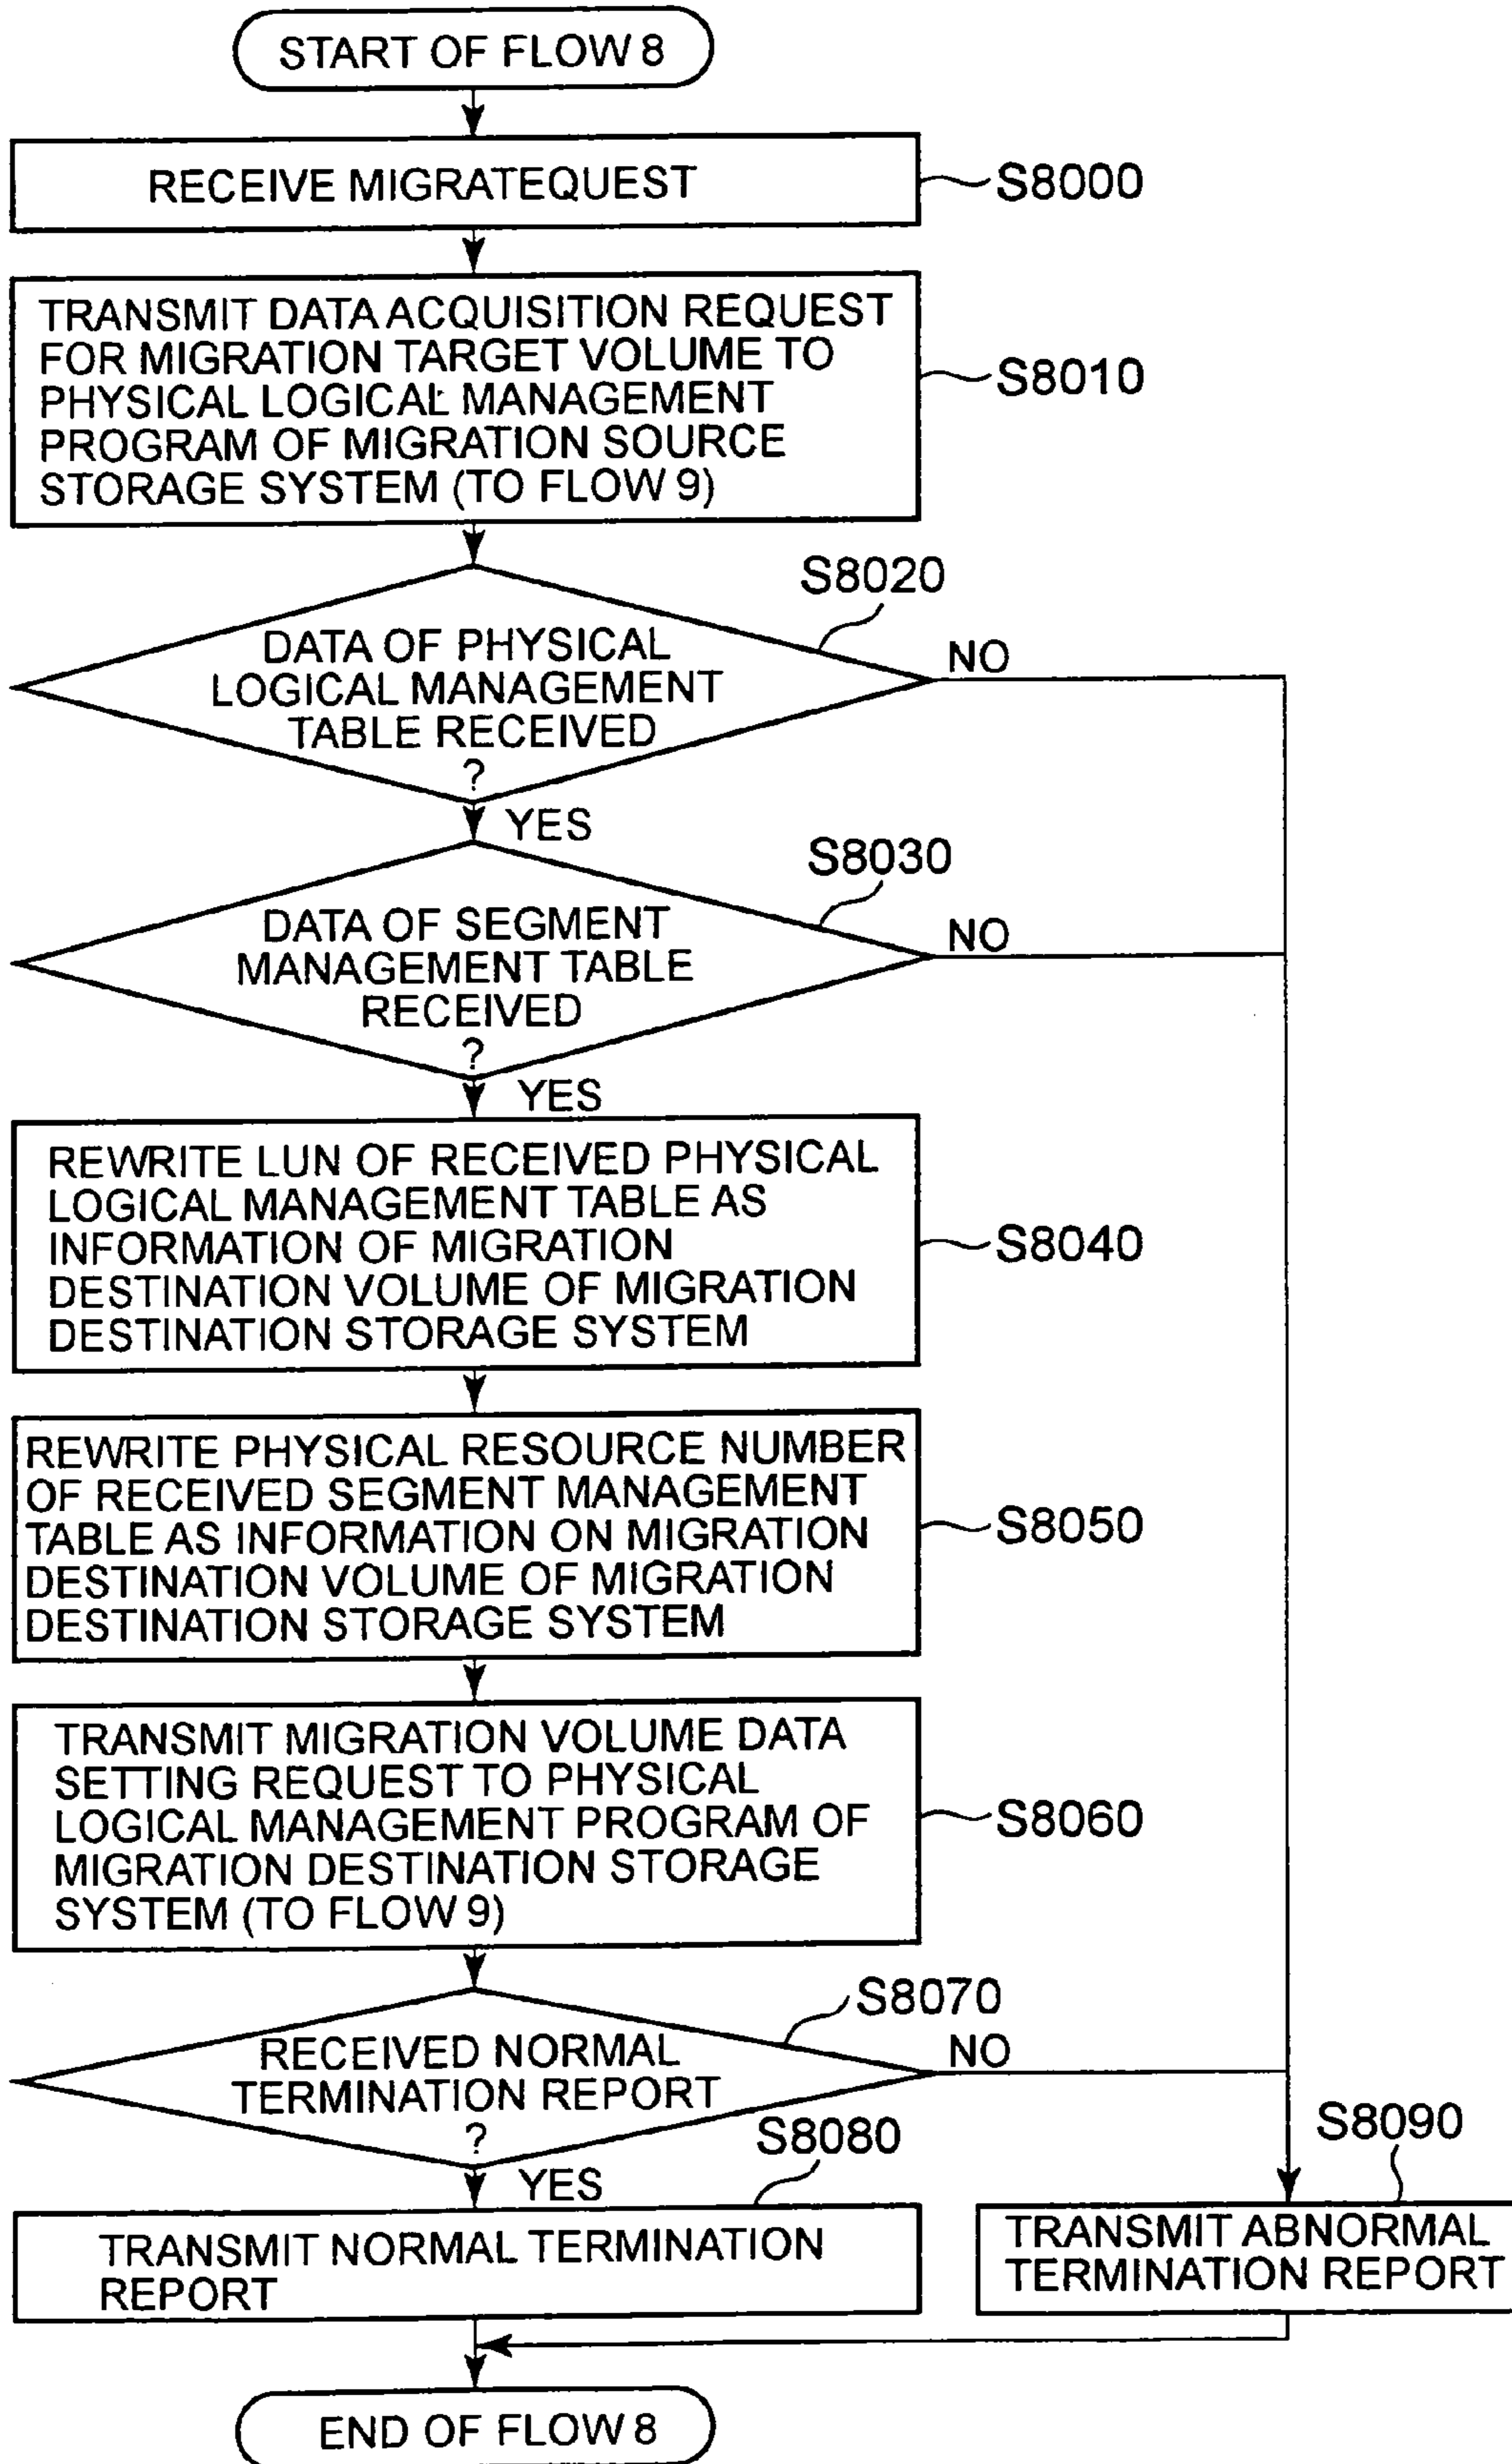 START OF FLOW 8
RECEIVE MIGRATEQUEST
S8000
TRANSMIT DATA ACQUISITION REQUEST
FOR MIGRATION TARGET VOLUME TO
PHYSICAL LOGICAL MANAGEMENT
PROGRAM OF MIGRATION SOURCE
STORAGE SYSTEM (TO FLOW 9)
S8010
S8020
DATA OF PHYSICAL
LOGICAL MANAGEMENT
TABLE RECEIVED
?
NO
YES
S8030
DATA OF SEGMENT
MANAGEMENT TABLE
RECEIVED
?
NO
YES
REWRITE LUN OF RECEIVED PHYSICAL
LOGICAL MANAGEMENT TABLE AS
INFORMATION OF MIGRATION
DESTINATION VOLUME OF MIGRATION
DESTINATION STORAGE SYSTEM
S8040
REWRITE PHYSICAL RESOURCE NUMBER
OF RECEIVED SEGMENT MANAGEMENT
TABLE AS INFORMATION ON MIGRATION
DESTINATION VOLUME OF MIGRATION
DESTINATION STORAGE SYSTEM
S8050
TRANSMIT MIGRATION VOLUME DATA
SETTING REQUEST TO PHYSICAL
LOGICAL MANAGEMENT PROGRAM OF
MIGRATION DESTINATION STORAGE
SYSTEM (TO FLOW 9)
S8060
S8070
RECEIVED NORMAL
TERMINATION REPORT
?
NO
YES
S8080
TRANSMIT NORMAL TERMINATION
REPORT
S8090
TRANSMIT ABNORMAL
TERMINATION REPORT
END OF FLOW 8